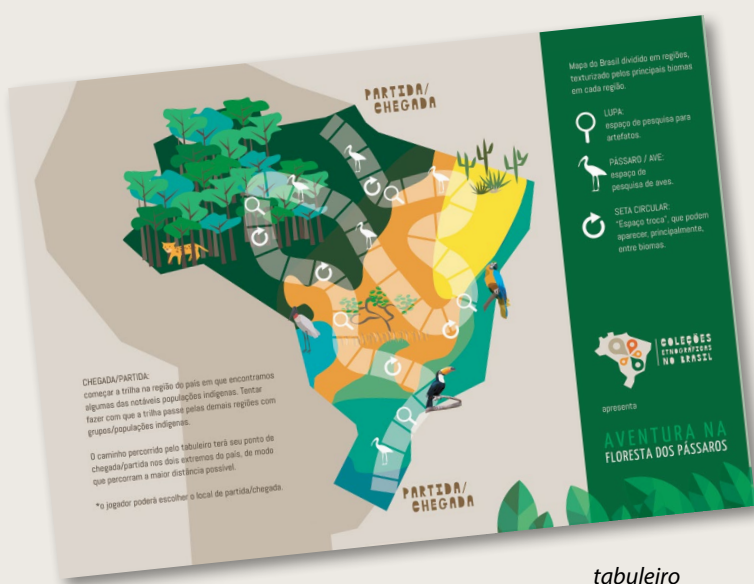 PARTIDA/
CHEGADA
Mapa do Brasil dividido em regiões,
texturizado pelos principais biomas
em cada região.
LUPA:
espaço de pesquisa para
artefatos.
PÁSSARO / AVE:
espaço de
pesquisa de aves.
SETA CIRCULAR:
"Espaço troca", que podem
aparecer, principalmente,
entre biomas.
COLEÇÕES
ETNOGRÁFICAS
NO BRASIL
apresenta
AVENTURA NA
FLORESTA DOS PÁSSAROS
CHEGADA/PARTIDA:
começar a trilha na região do país em que encontramos
algumas das notáveis populações indígenas. Tentar
fazer com que a trilha passe pelas demais regiões com
grupos/populações indígenas.
O caminho percorrido pelo tabuleiro terá seu ponto de
chegada/partida nos dois extremos do país, de modo
que percorram a maior distância possível.
*o jogador poderá escolher o local de partida/chegada.
PARTIDA/
CHEGADA
tabuleiro